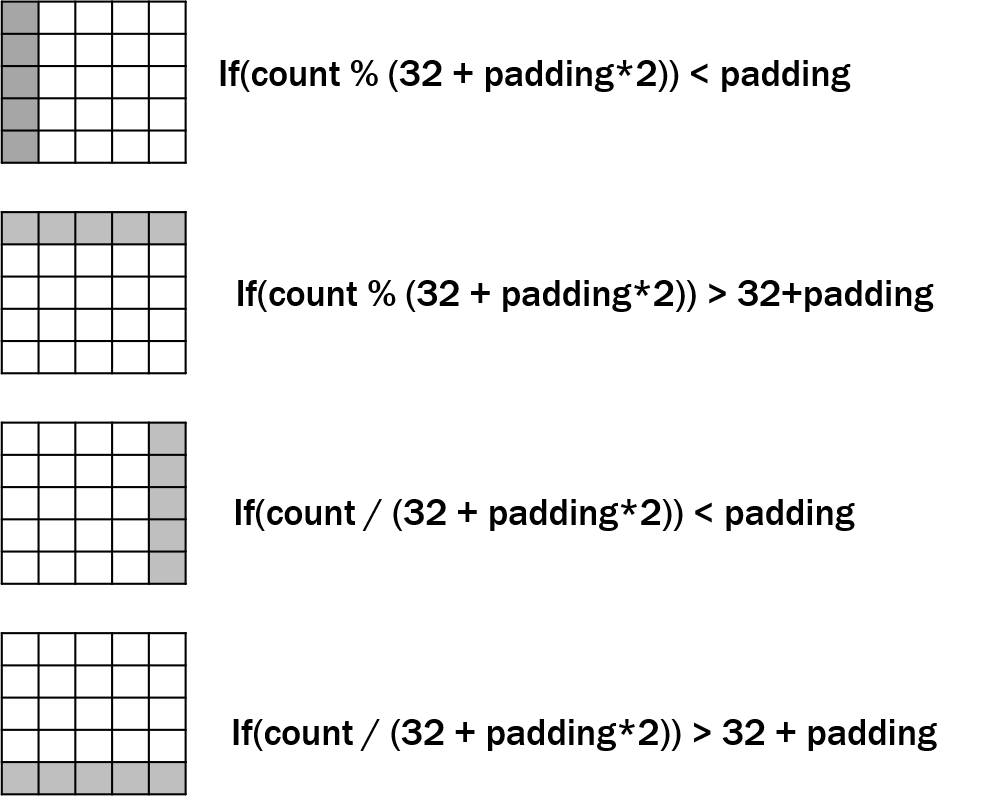 If(count % (32 + padding*2)) < padding
If(count % (32 + padding*2)) > 32+padding
If(count / (32 + padding*2)) < padding
If(count / (32 + padding*2)) > 32 + padding